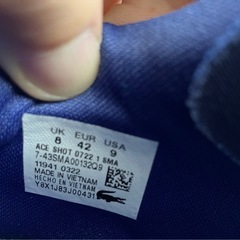 UK EUR USA
8 42 9
ACE SHOT 0722 1 SMA
7-43SMA00132Q9
11941 0322
MADE IN VIETNAM
HECHO EN VIETNAM
Y8X1J83J00431